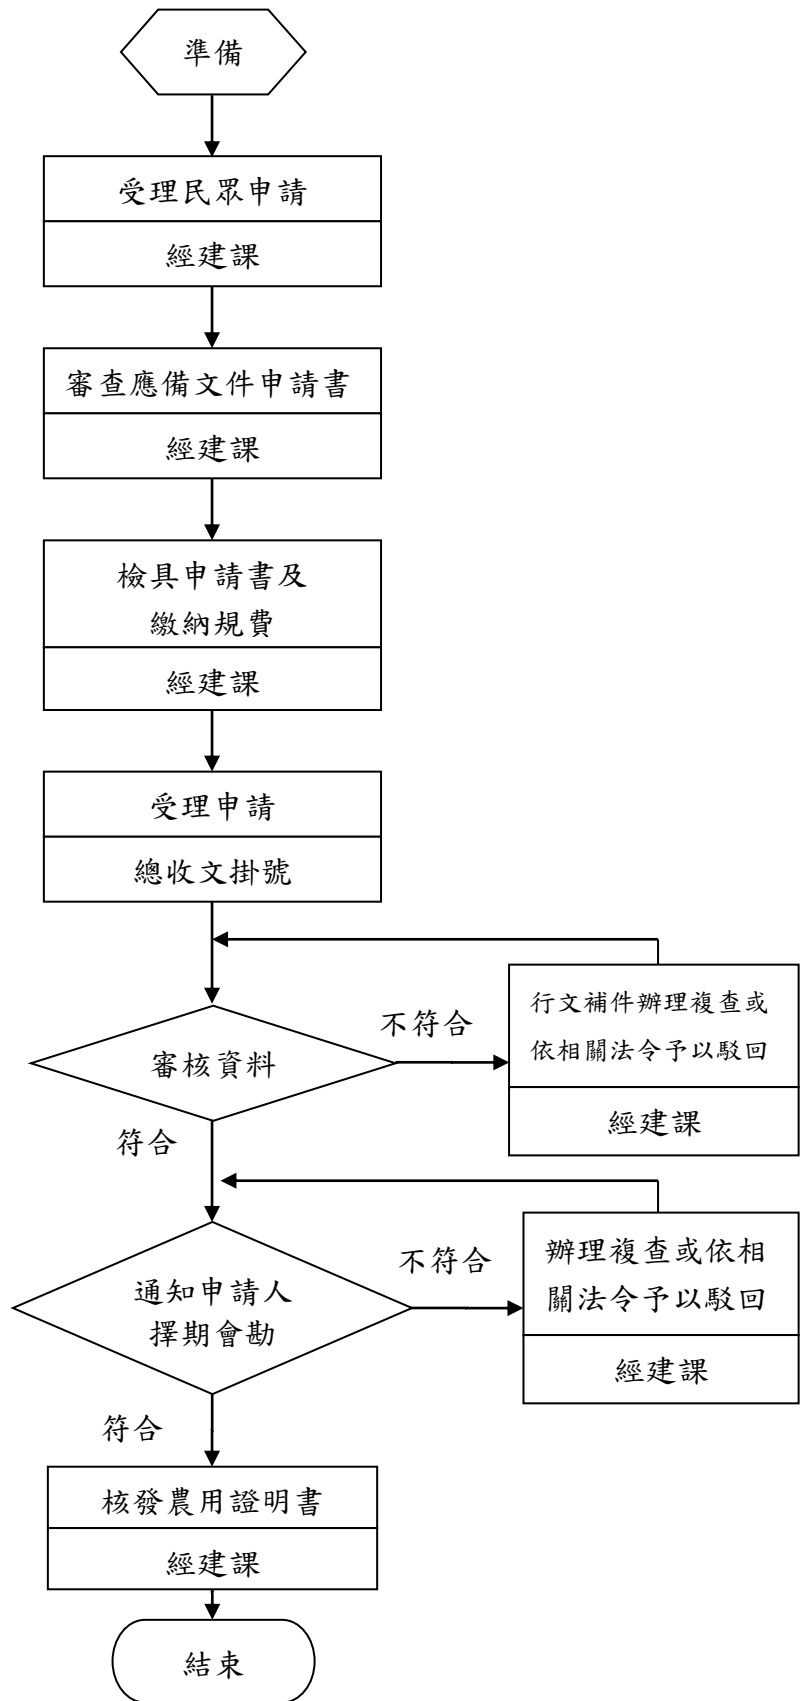 準備
受理民眾申請
經建課
審查應備文件申請書
經建課
檢具申請書及
繳納規費
經建課
受理申請
總收文掛號
審核資料
不符合
行文補件辦理複查或
依相關法令予以駁回
經建課
符合
通知申請人
擇期會勘
不符合
辦理複查或依相
關法令予以駁回
經建課
符合
核發農用證明書
經建課
結束